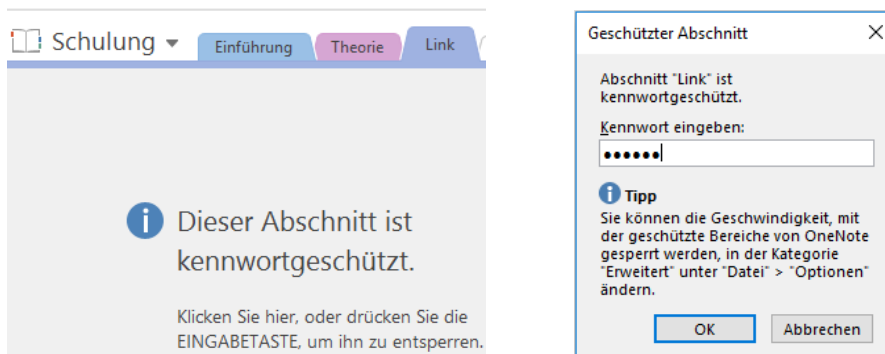 Schulung
Einführung
Theorie
Link
Dieser Abschnitt ist
kennwortgeschützt.
Klicken Sie hier, oder drücken Sie die
EINGABETASTE, um ihn zu entsperren.
Geschützter Abschnitt
Abschnitt "Link" ist
kennwortgeschützt.
Kennwort eingeben:
••••••
Tipp
Sie können die Geschwindigkeit, mit
der geschützte Bereiche von OneNote
gesperrt werden, in der Kategorie
"Erweitert" unter "Datei" > "Optionen"
ändern.
OK
Abbrechen